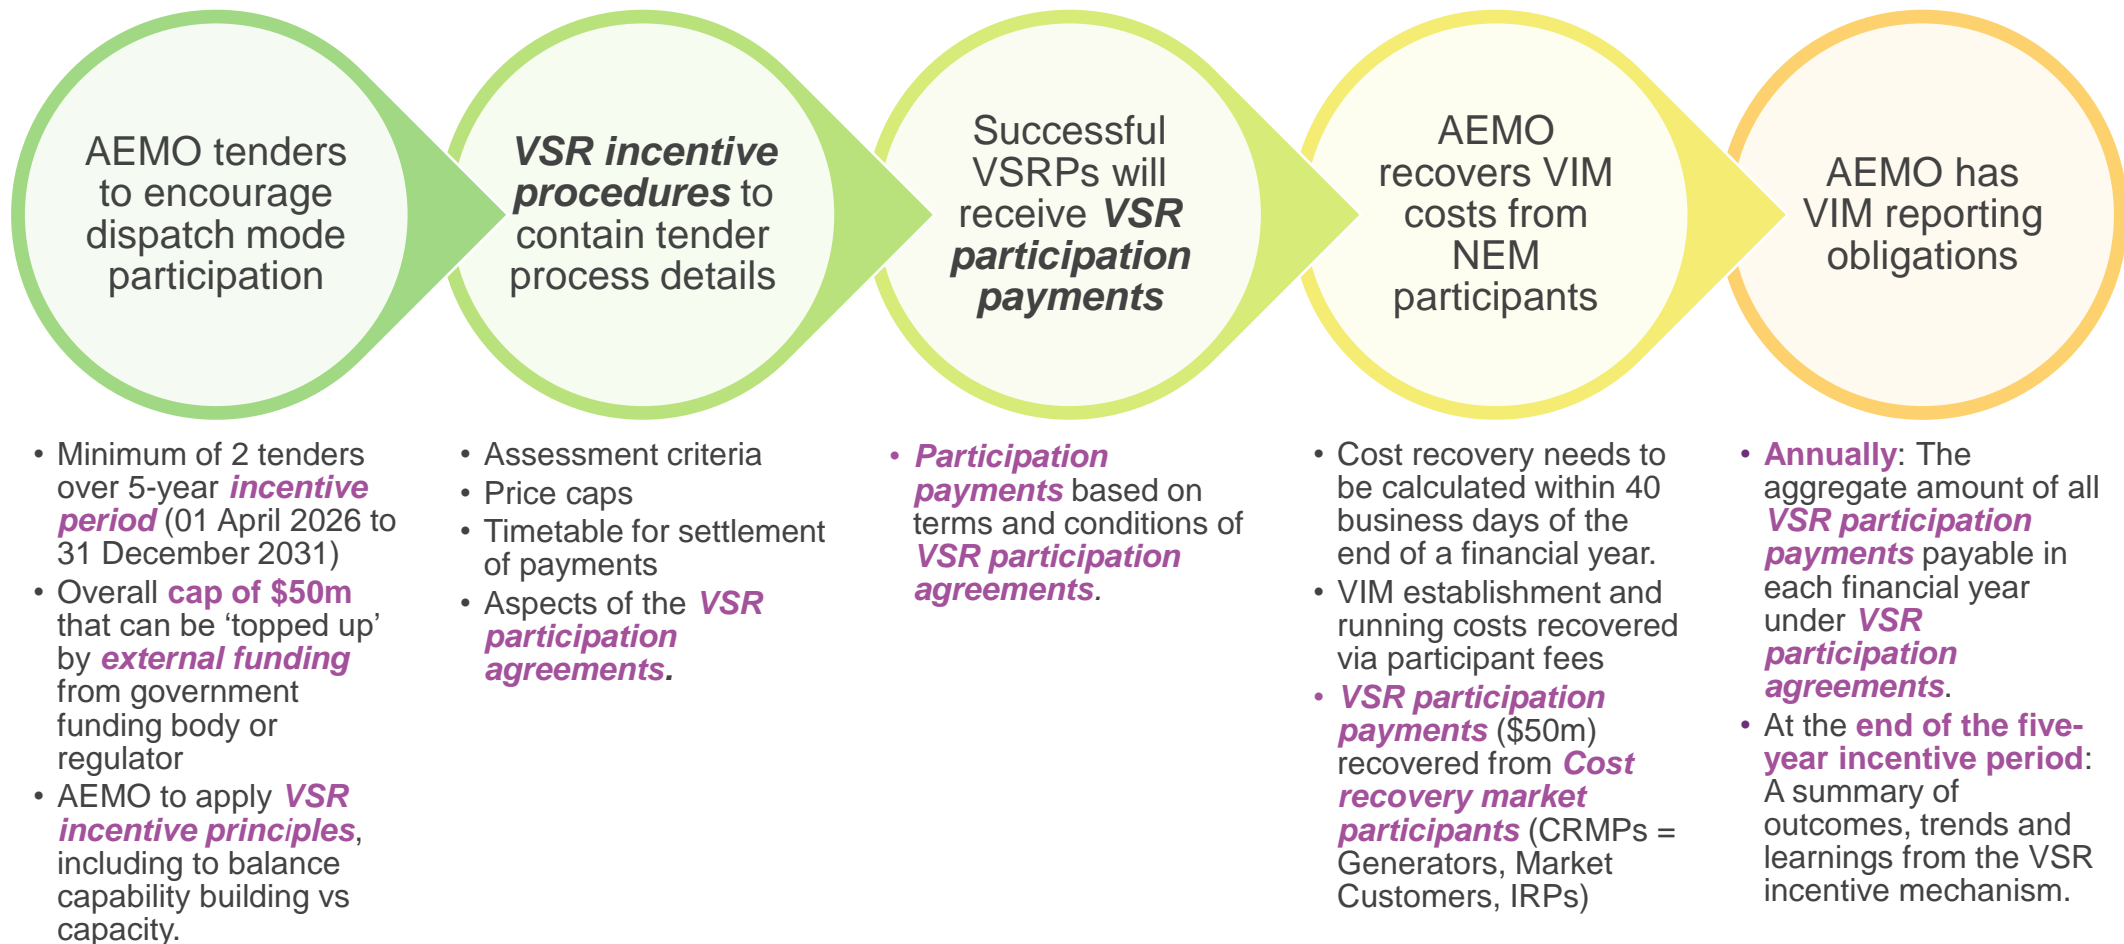 AEMO tenders
to encourage
dispatch mode
participation
VSR incentive
procedures to
contain tender
process details
Successful
VSRPs will
receive VSR
participation
payments
AEMO
recovers VIM
costs from
NEM
participants
AEMO has
VIM reporting
obligations
• Minimum of 2 tenders
over 5-year incentive
period (01 April 2026 to
31 December 2031)
• Overall cap of $50m
that can be ‘topped up’
by external funding
from government
funding body or
regulator
• AEMO to apply VSR
incentive principles,
including to balance
capability building vs
capacity.
• Assessment criteria
• Price caps
• Timetable for settlement
of payments
• Aspects of the VSR
participation
agreements.
• Participation
payments based on
terms and conditions of
VSR participation
agreements.
• Cost recovery needs to
be calculated within 40
business days of the
end of a financial year.
• VIM establishment and
running costs recovered
via participant fees
• VSR participation
payments ($50m)
recovered from Cost
recovery market
participants (CRMPs =
Generators, Market
Customers, IRPs)
• Annually: The
aggregate amount of all
VSR participation
payments payable in
each financial year
under VSR
participation
agreements.
• At the end of the five-
year incentive period:
A summary of
outcomes, trends and
learnings from the VSR
incentive mechanism.